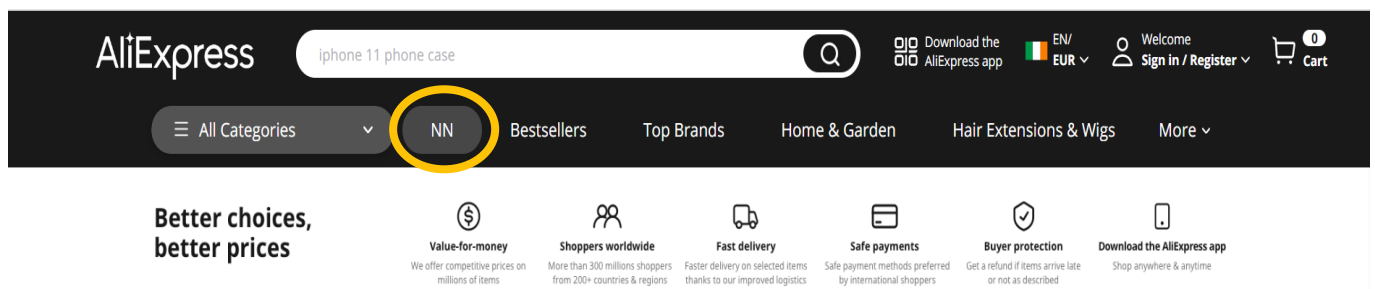 AliExpress
iphone 11 phone case
Download the
AliExpress app
EN/
EUR
Welcome
Sign in / Register
0
Cart
All Categories
NN
Bestsellers
Top Brands
Home & Garden
Hair Extensions & Wigs
More
Better choices,
better prices
Value-for-money
We offer competitive prices on
millions of items
Shoppers worldwide
More than 300 millions shoppers
from 200+ countries & regions
Fast delivery
Faster delivery on selected items
thanks to our improved logistics
Safe payments
Safe payment methods preferred
by international shoppers
Buyer protection
Get a refund if items arrive late
or not as described
Download the AliExpress app
Shop anywhere & anytime